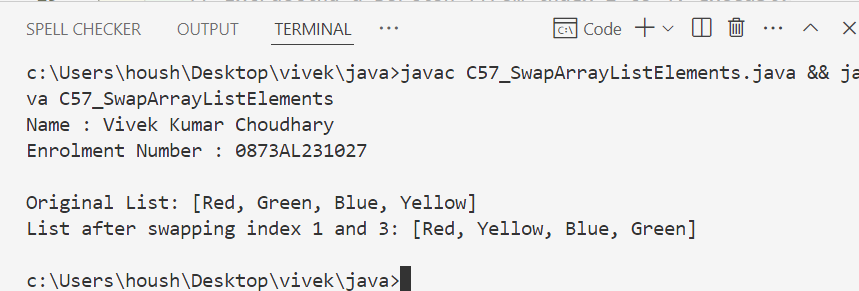 SPELL CHECKER OUTPUT TERMINAL ... Code
c:\Users\housh\Desktop\vivek\java>javac C57_SwapArrayListElements.java && ja
va C57_SwapArrayListElements
Name : Vivek Kumar Choudhary
Enrolment Number : 0873AL231027
Original List: [Red, Green, Blue, Yellow]
List after swapping index 1 and 3: [Red, Yellow, Blue, Green]
c:\Users\housh\Desktop\vivek\java>